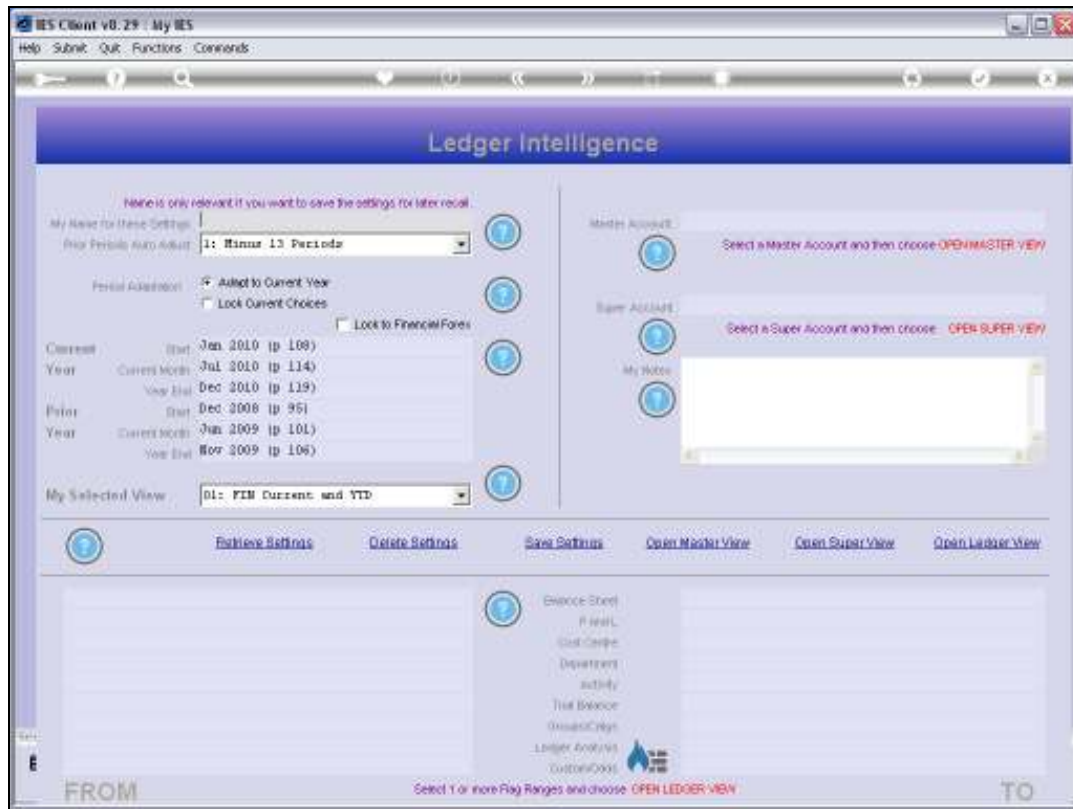 IES Client v8.29 : My IES
Help Submit Quit Functions Commands
Ledger Intelligence
Name is only relevant if you want to save the settings for later recall
My Name for these Settings
Prior Periods Auto Adjust 1: Minus 13 Periods
Period Adaptation Adapt to Current Year
Lock Current Choices
Lock to Financial Forex
Current Year Start Jan 2010 (p 108)
Current Month Jul 2010 (p 114)
Year End Dec 2010 (p 119)
Prior Year Start Dec 2008 (p 95)
Current Month Jun 2009 (p 101)
Year End Nov 2009 (p 106)
My Selected View 01: FIN Current and YTD
Master Account
Select a Master Account and then choose OPEN MASTER VIEW
Super Account
Select a Super Account and then choose OPEN SUPER VIEW
My Notes
Retrieve Settings Delete Settings Save Settings Open Master View Open Super View Open Ledger View
Balance Sheet
P and L
Cost Centre
Department
Activity
Trial Balance
Ledger Analysis
FROM
Select 1 or more Flag Ranges and choose OPEN LEDGER VIEW
TO